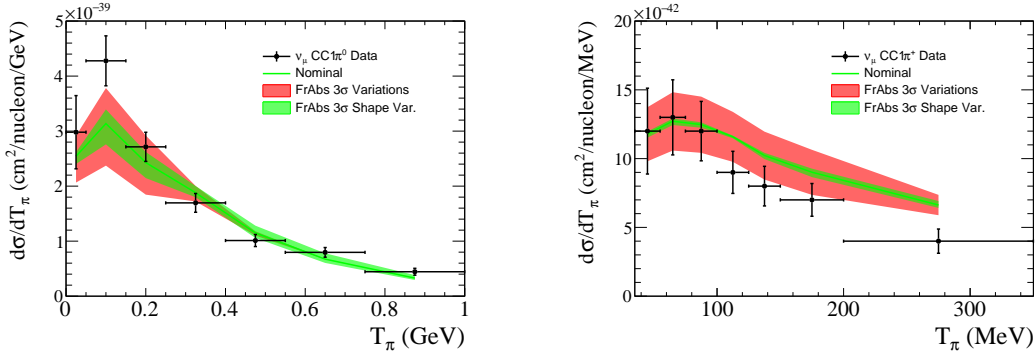 ×10⁻³⁹
dσ/dT_π (cm²/nucleon/GeV)
5
4
3
2
1
0
0 0.2 0.4 0.6 0.8 1
T_π (GeV)
ν_μ CC1π⁰ Data
Nominal
FrAbs 3σ Variations
FrAbs 3σ Shape Var.
×10⁻⁴²
dσ/dT_π (cm²/nucleon/MeV)
20
15
10
5
0
100 200 300
T_π (MeV)
ν_μ CC1π⁺ Data
Nominal
FrAbs 3σ Variations
FrAbs 3σ Shape Var.